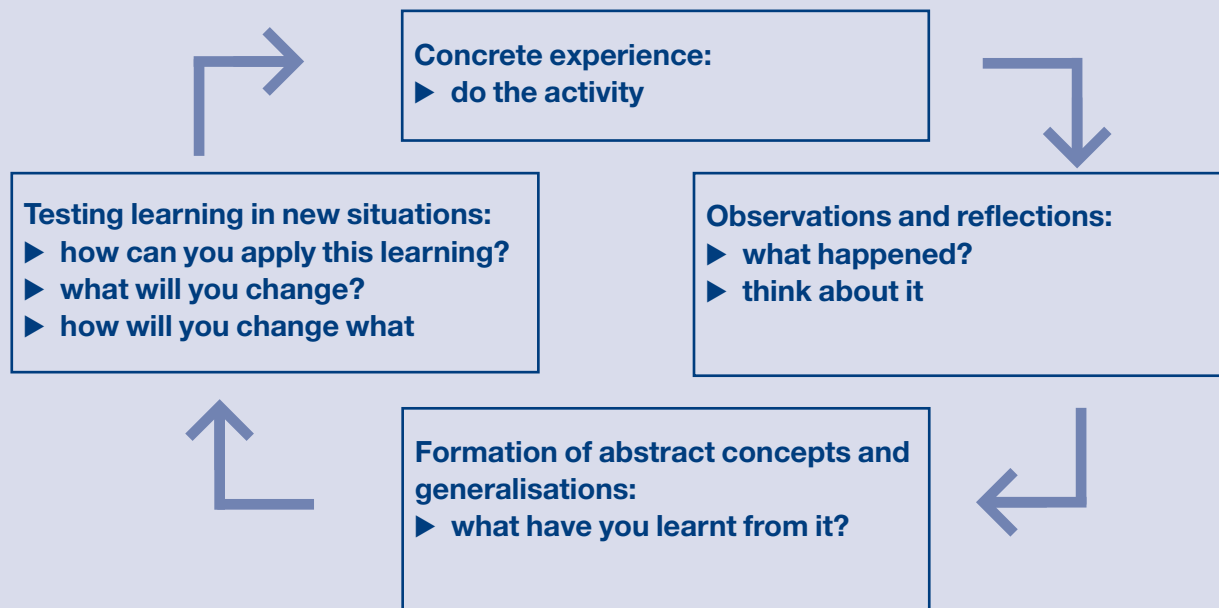 Concrete experience:
▶ do the activity
Observations and reflections:
▶ what happened?
▶ think about it
Formation of abstract concepts and
generalisations:
▶ what have you learnt from it?
Testing learning in new situations:
▶ how can you apply this learning?
▶ what will you change?
▶ how will you change what